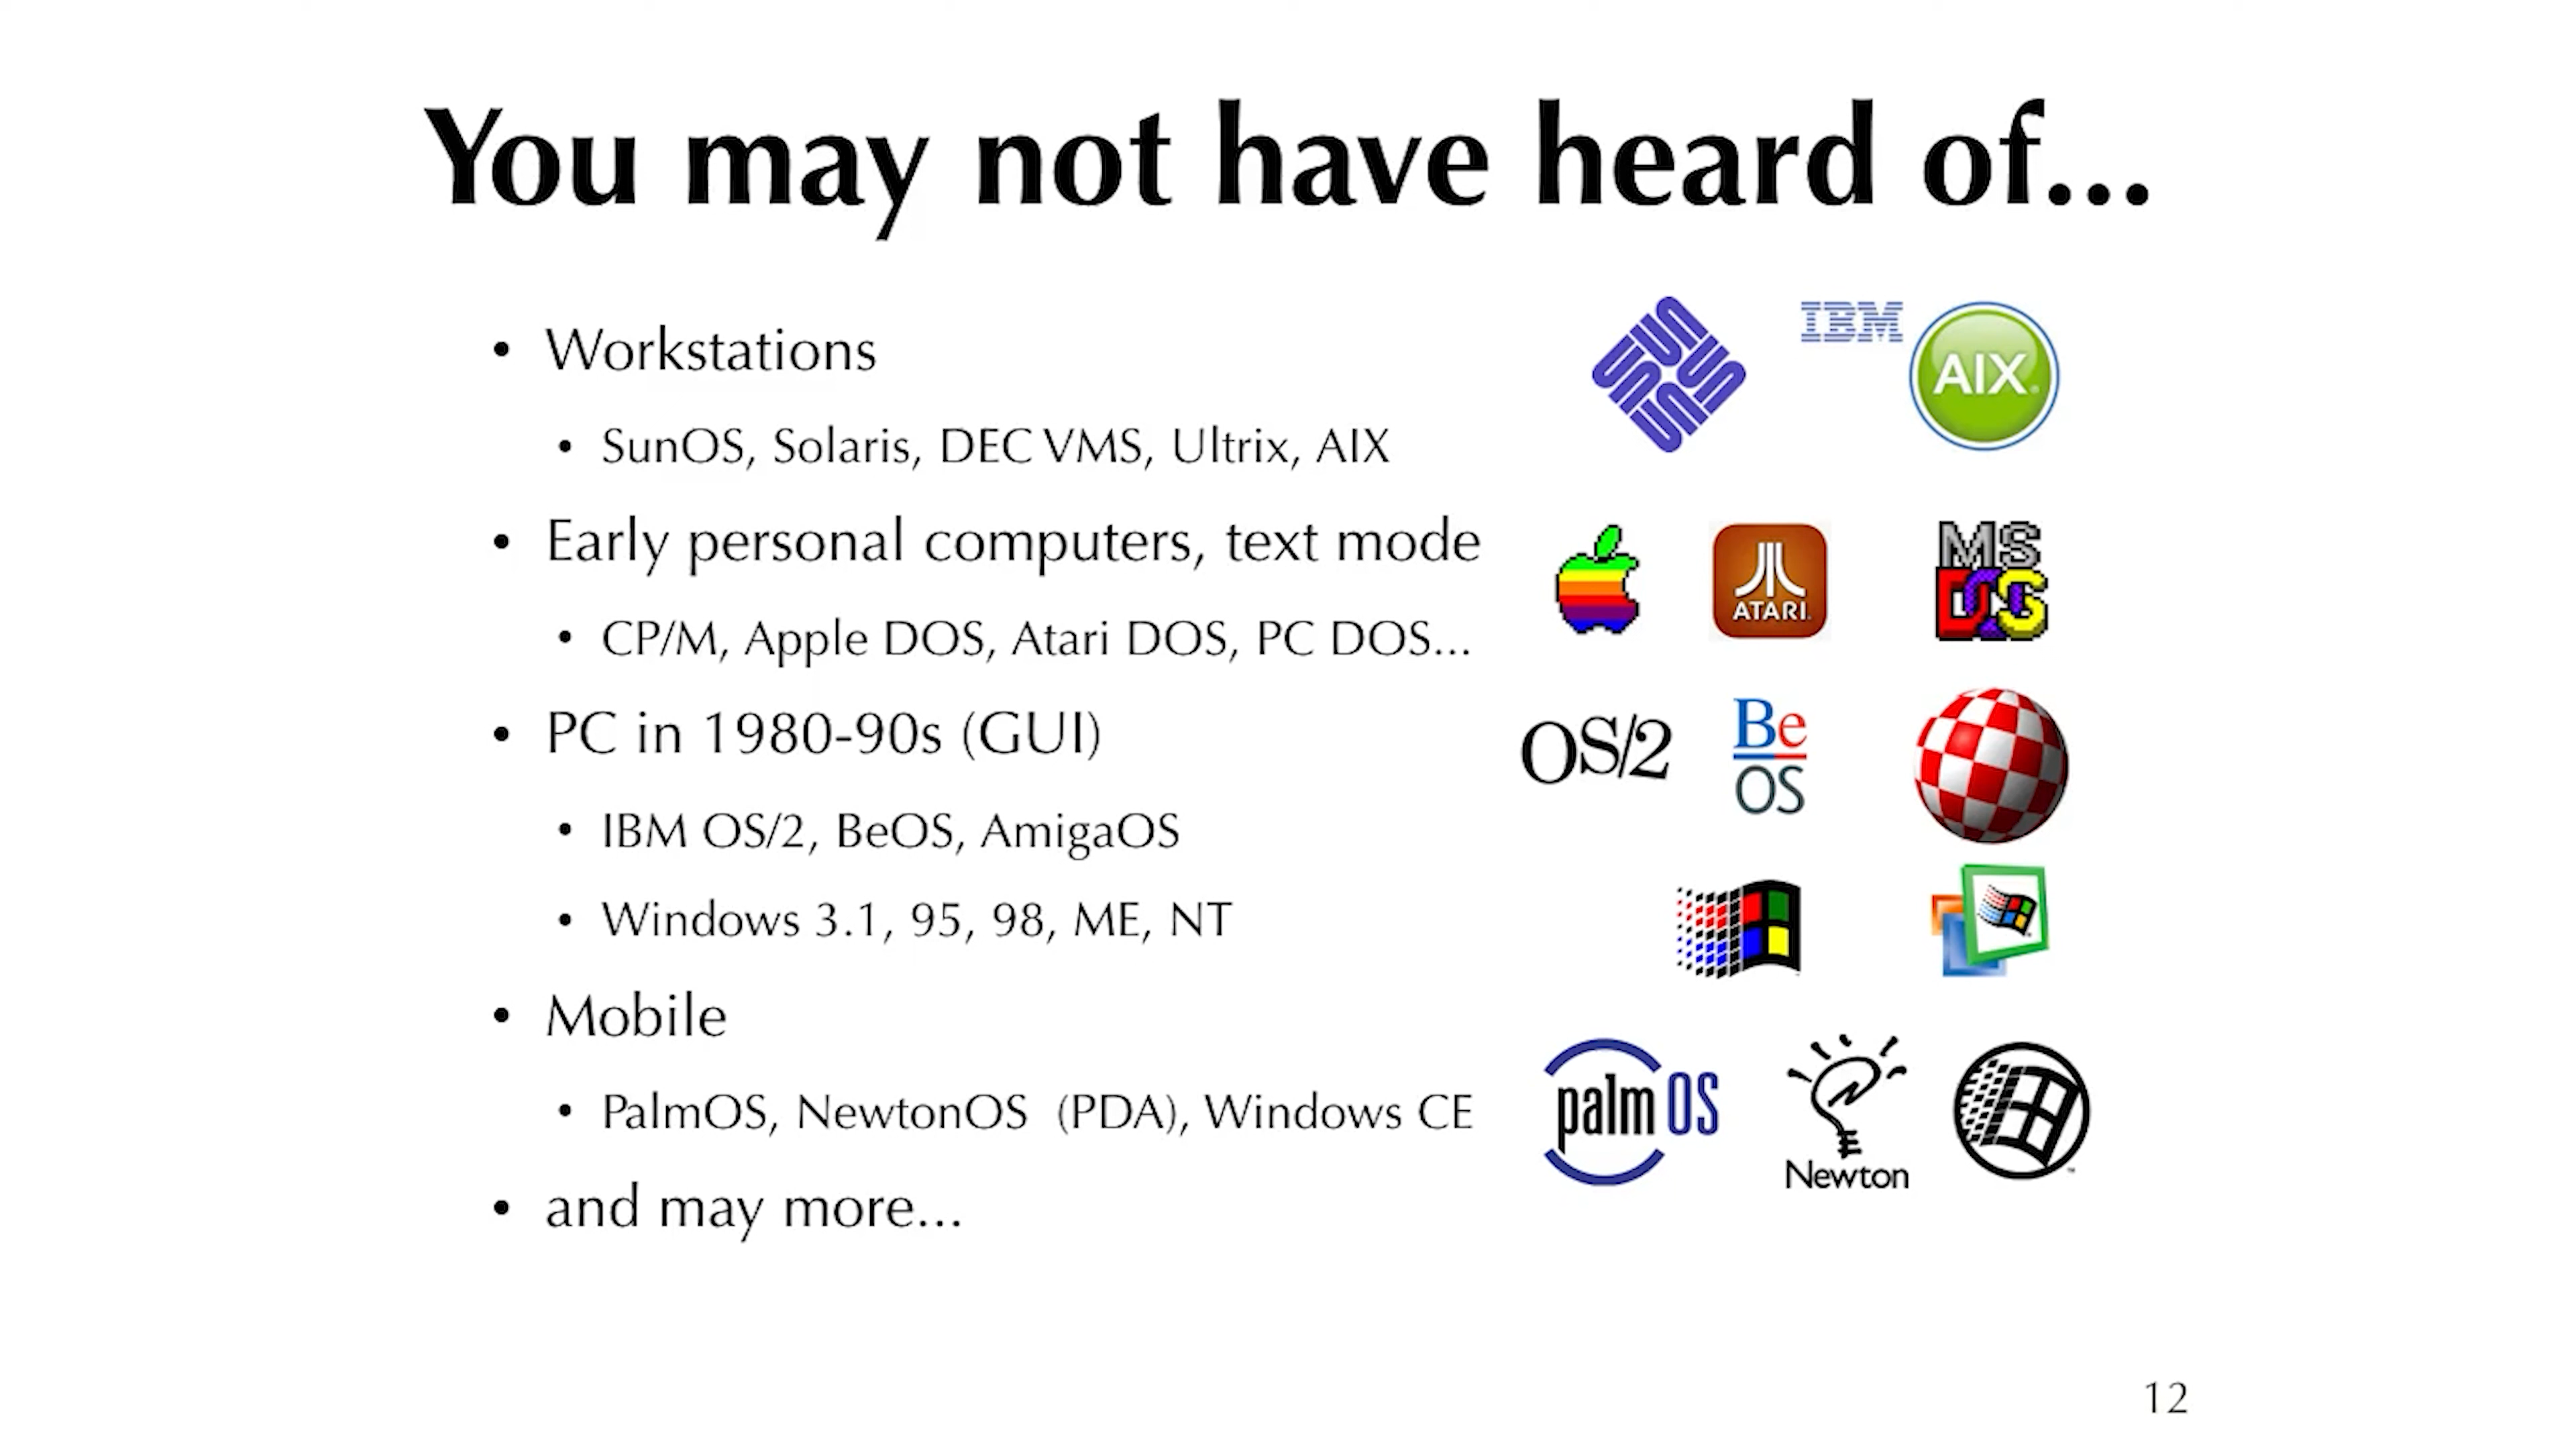 You may not have heard of...
• Workstations
• SunOS, Solaris, DEC VMS, Ultrix, AIX
• Early personal computers, text mode
• CP/M, Apple DOS, Atari DOS, PC DOS...
• PC in 1980-90s (GUI)
• IBM OS/2, BeOS, AmigaOS
• Windows 3.1, 95, 98, ME, NT
• Mobile
• PalmOS, NewtonOS (PDA), Windows CE
• and may more...
Sun
IBM
AIX
ATARI
MS
DOS
OS/2
Be
OS
palm OS
Newton
12